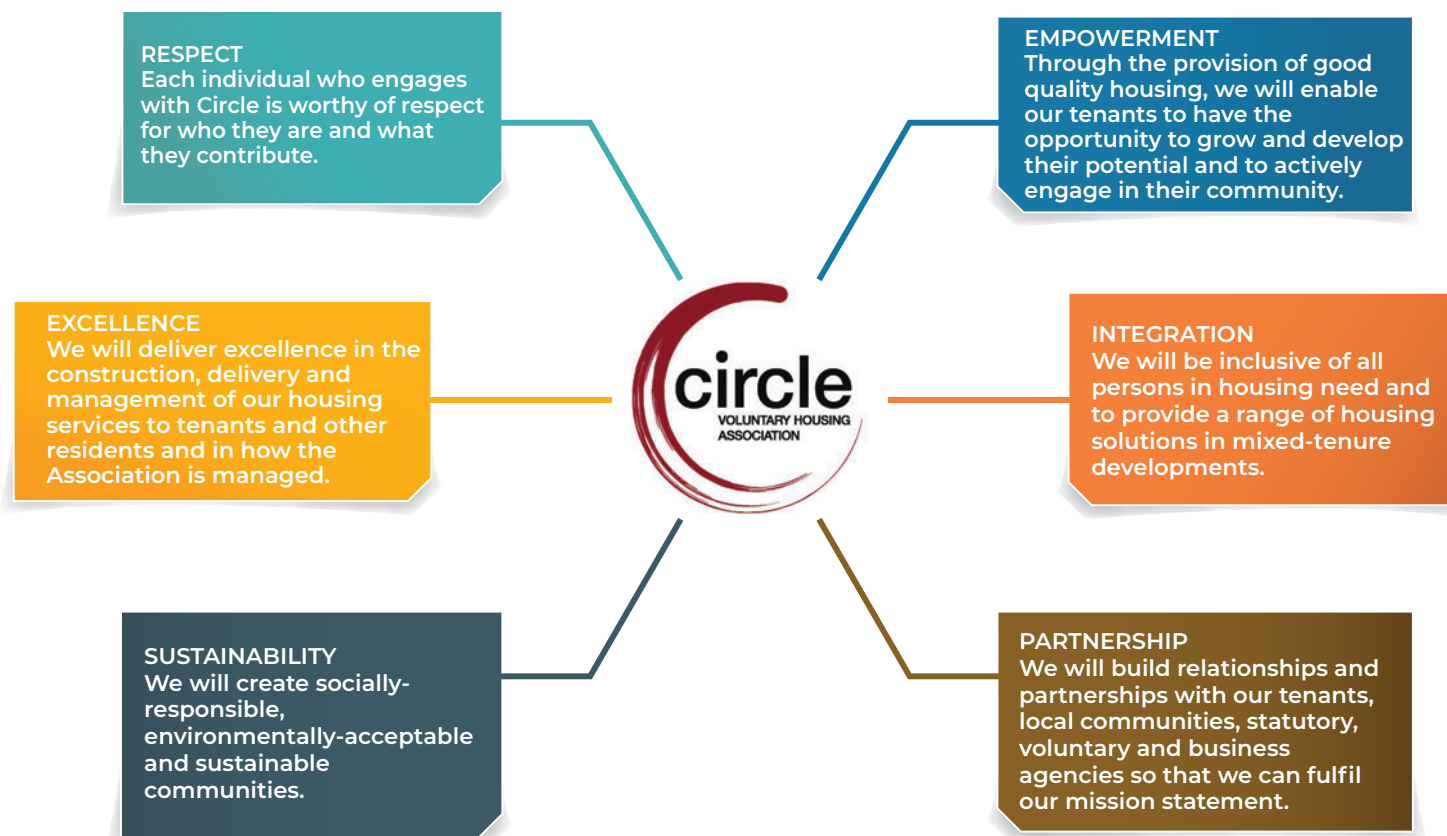 RESPECT
Each individual who engages
with Circle is worthy of respect
for who they are and what
they contribute.
EMPOWERMENT
Through the provision of good
quality housing, we will enable
our tenants to have the
opportunity to grow and develop
their potential and to actively
engage in their community.
EXCELLENCE
We will deliver excellence in the
construction, delivery and
management of our housing
services to tenants and other
residents and in how the
Association is managed.
circle
VOLUNTARY HOUSING
ASSOCIATION
INTEGRATION
We will be inclusive of all
persons in housing need and
to provide a range of housing
solutions in mixed-tenure
developments.
SUSTAINABILITY
We will create socially-
responsible,
environmentally-acceptable
and sustainable
communities.
PARTNERSHIP
We will build relationships and
partnerships with our tenants,
local communities, statutory,
voluntary and business
agencies so that we can fulfil
our mission statement.